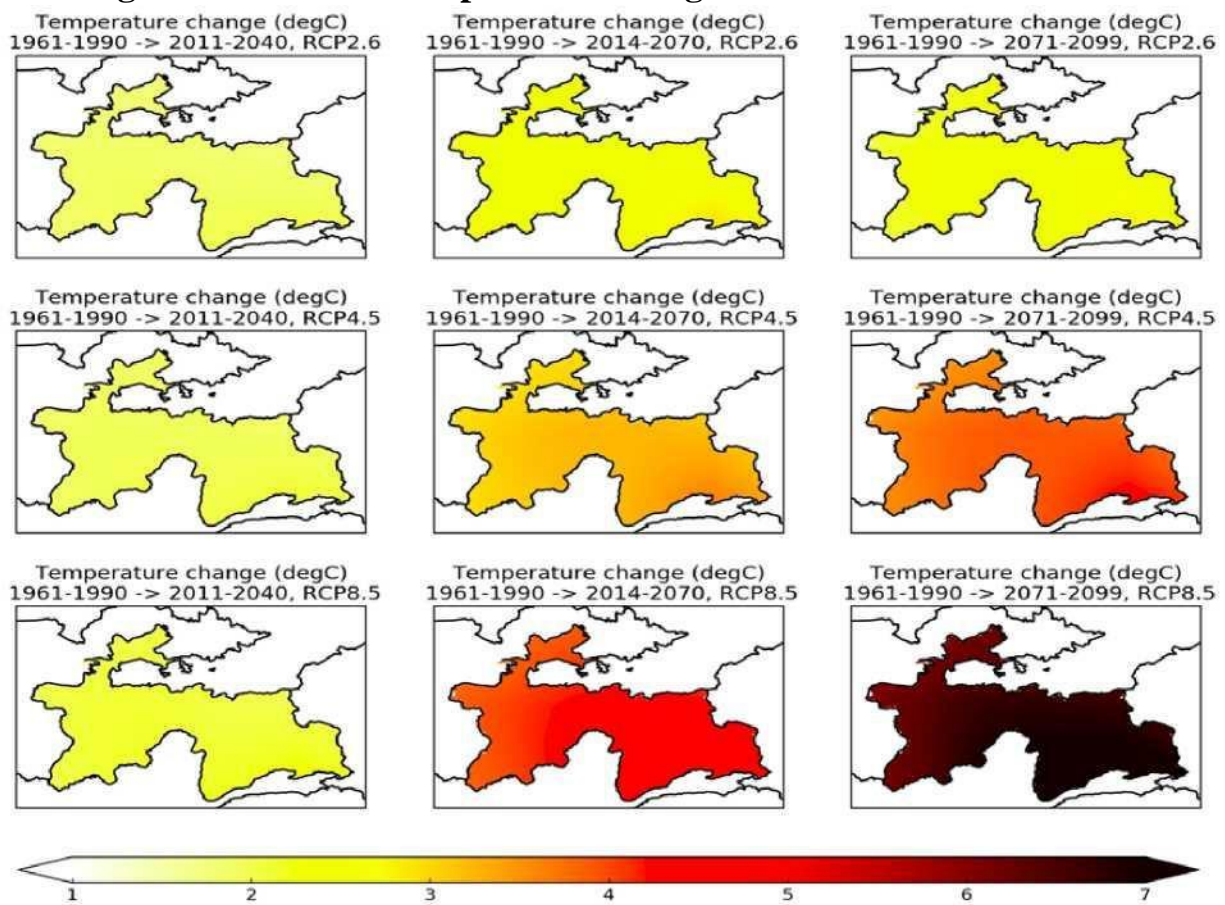 Temperature change (degC)
1961-1990 -> 2011-2040, RCP2.6
Temperature change (degC)
1961-1990 -> 2014-2070, RCP2.6
Temperature change (degC)
1961-1990 -> 2071-2099, RCP2.6
Temperature change (degC)
1961-1990 -> 2011-2040, RCP4.5
Temperature change (degC)
1961-1990 -> 2014-2070, RCP4.5
Temperature change (degC)
1961-1990 -> 2071-2099, RCP4.5
Temperature change (degC)
1961-1990 -> 2011-2040, RCP8.5
Temperature change (degC)
1961-1990 -> 2014-2070, RCP8.5
Temperature change (degC)
1961-1990 -> 2071-2099, RCP8.5
1 2 3 4 5 6 7